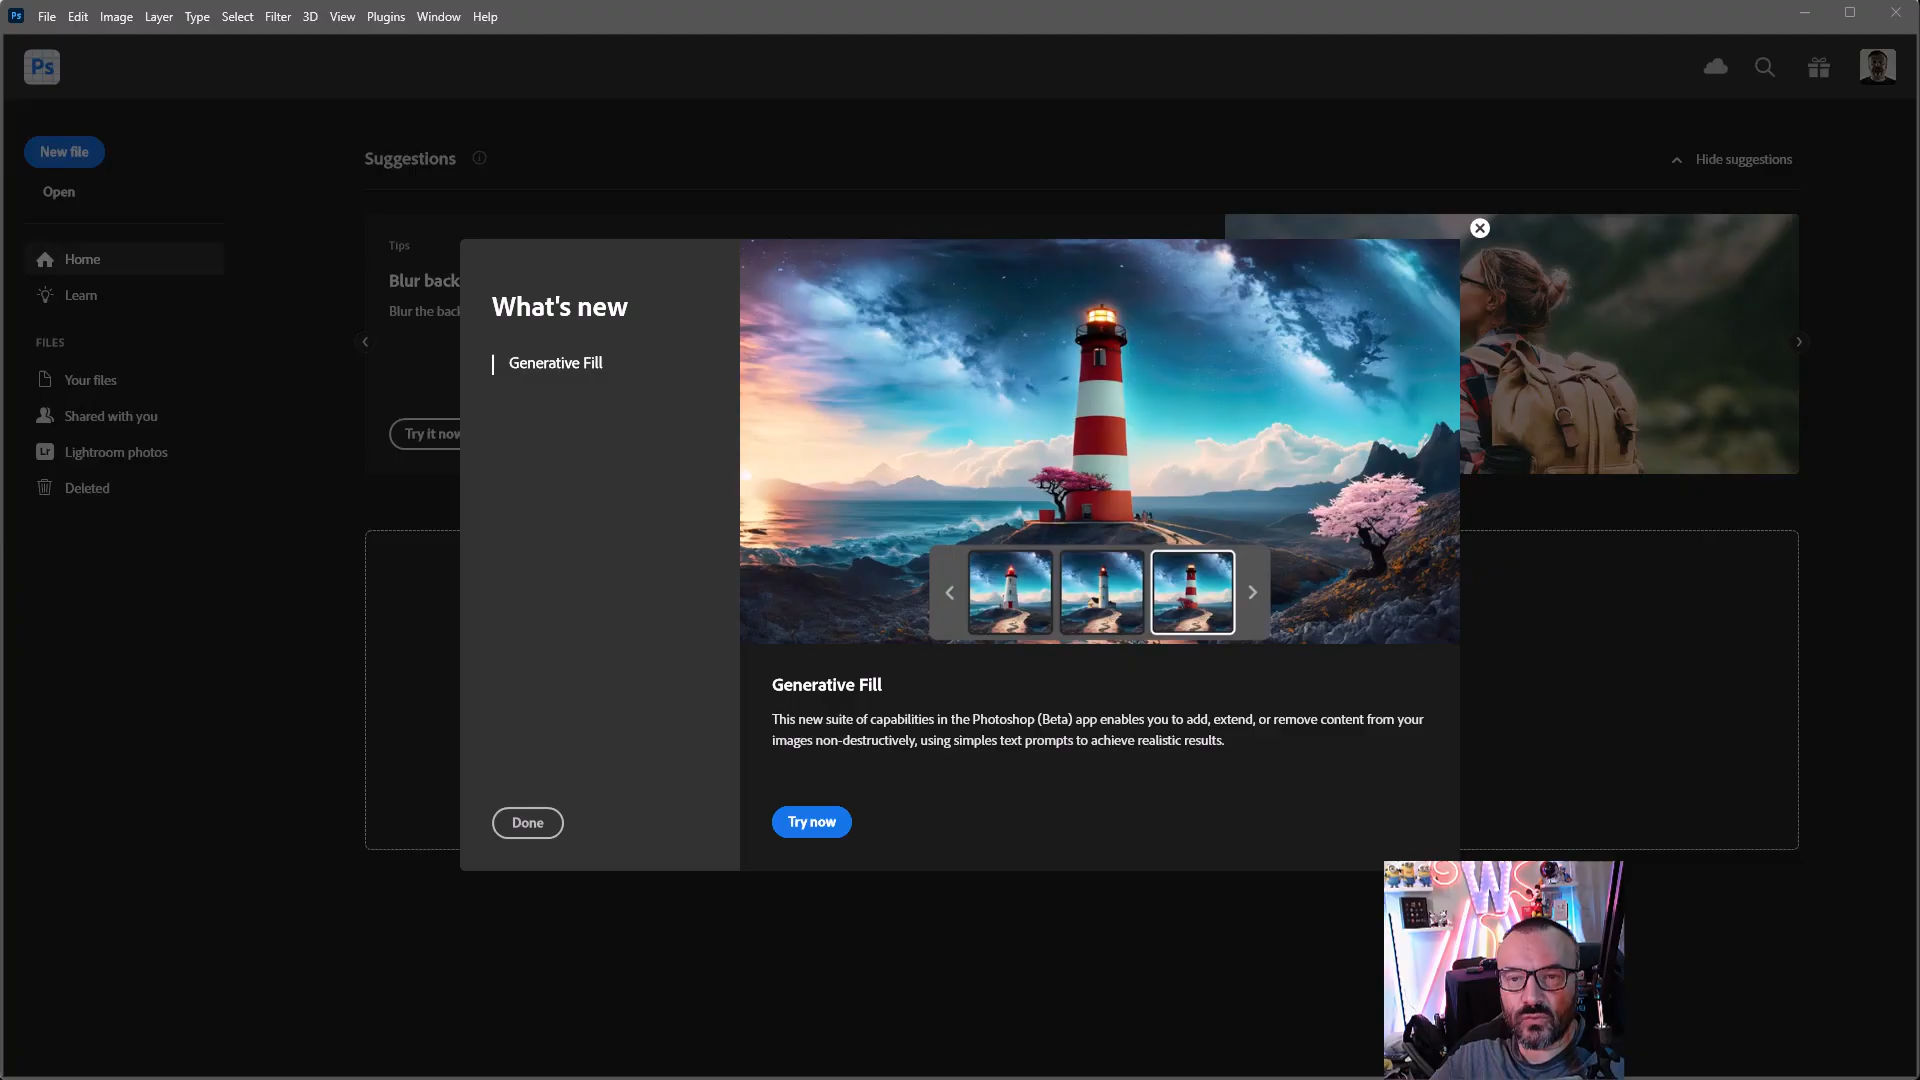 Ps File Edit Image Layer Type Select Filter 3D View Plugins Window Help
Ps
New file
Open
Home
Learn
FILES
Your files
Shared with you
Lr Lightroom photos
Deleted
Suggestions
Hide suggestions
Tips
Blur back
Blur the back
Try it now
What's new
Generative Fill
Done
Generative Fill
This new suite of capabilities in the Photoshop (Beta) app enables you to add, extend, or remove content from your
images non-destructively, using simples text prompts to achieve realistic results.
Try now